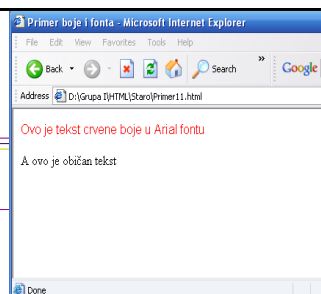 Primer boje i fonta - Microsoft Internet Explorer
File Edit View Favorites Tools Help
Back Search » Google
Address D:\Grupa I\HTML\Staro\Primer11.html
Ovo je tekst crvene boje u Arial fontu
A ovo je običan tekst
Done